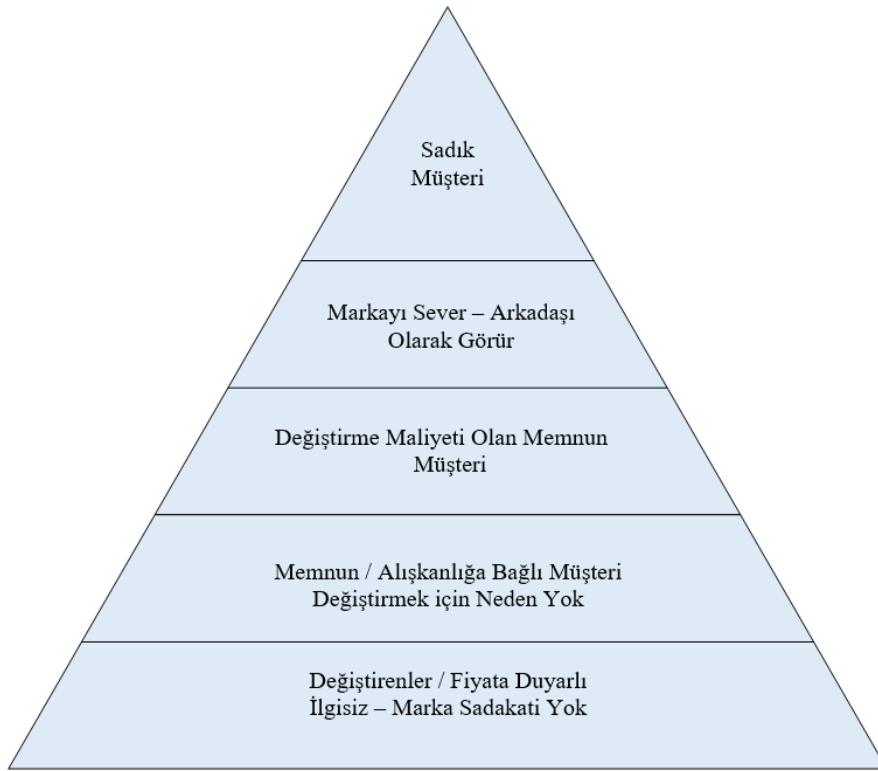 Sadık
Müşteri
Markayı Sever – Arkadaşı
Olarak Görür
Değiştirme Maliyeti Olan Memnun
Müşteri
Memnun / Alışkanlığa Bağlı Müşteri
Değiştirmek için Neden Yok
Değiştirenler / Fiyata Duyarlı
İlgisiz – Marka Sadakati Yok